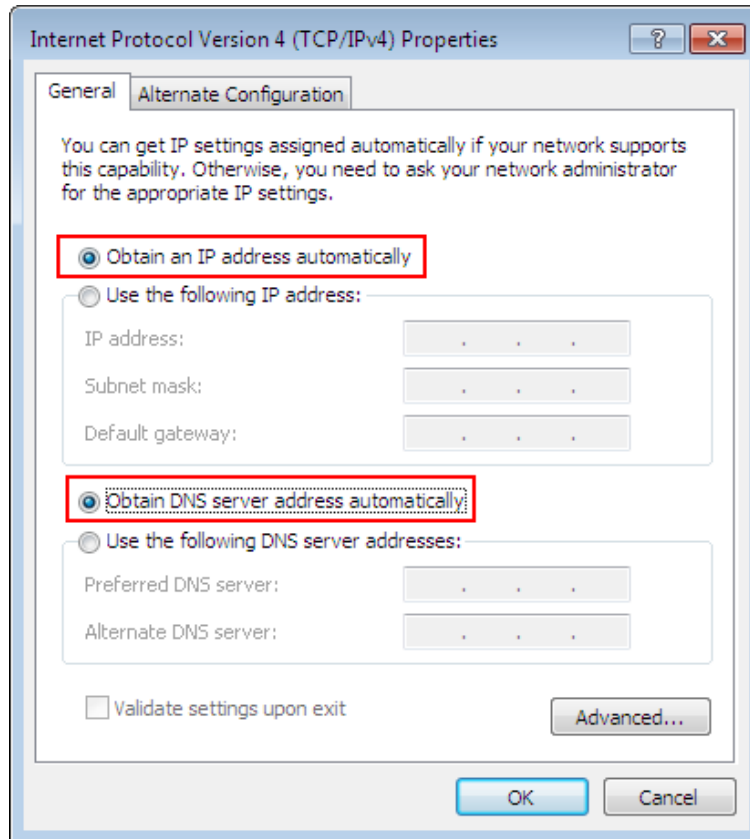 Internet Protocol Version 4 (TCP/IPv4) Properties
General
Alternate Configuration
You can get IP settings assigned automatically if your network supports
this capability. Otherwise, you need to ask your network administrator
for the appropriate IP settings.
Obtain an IP address automatically
Use the following IP address:
IP address:
Subnet mask:
Default gateway:
Obtain DNS server address automatically
Use the following DNS server addresses:
Preferred DNS server:
Alternate DNS server:
Validate settings upon exit
Advanced...
OK
Cancel